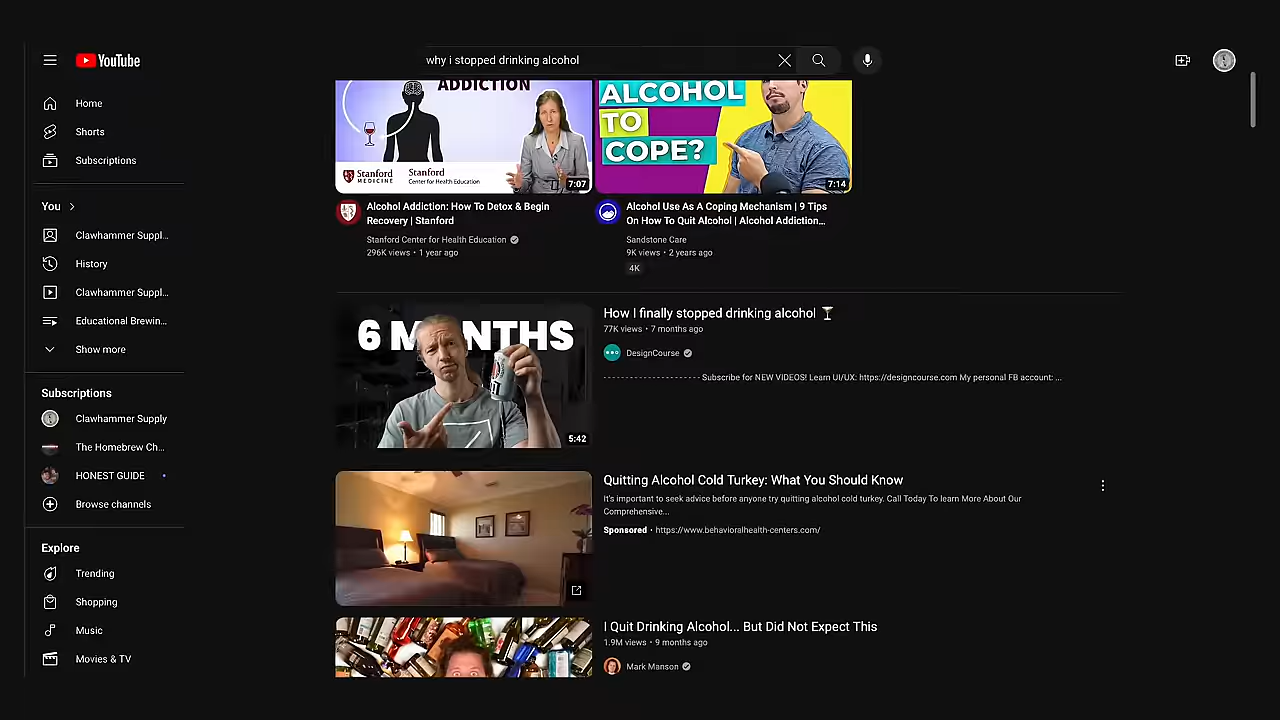 YouTube
why i stopped drinking alcohol
Home
Shorts
Subscriptions
You
Clawhammer Suppl...
History
Clawhammer Suppl...
Educational Brewin...
Show more
Subscriptions
Clawhammer Supply
The Homebrew Ch...
HONEST GUIDE
Browse channels
Explore
Trending
Shopping
Music
Movies & TV
ADDICTION
Stanford
MEDICINE
Stanford
Center for Health Education
7:07
Alcohol Addiction: How To Detox & Begin
Recovery | Stanford
Stanford Center for Health Education
296K views • 1 year ago
ALCOHOL
TO
COPE?
7:14
Alcohol Use As A Coping Mechanism | 9 Tips
On How To Quit Alcohol | Alcohol Addiction...
Sandstone Care
9K views • 2 years ago
4K
6 MONTHS
5:42
How I finally stopped drinking alcohol 🍸
77K views • 7 months ago
DesignCourse
- - - - - - - - - - - - - - - - - - - - - - Subscribe for NEW VIDEOS! Learn UI/UX: https://designcourse.com My personal FB account: ...
Quitting Alcohol Cold Turkey: What You Should Know
It's important to seek advice before anyone try quitting alcohol cold turkey. Call Today To learn More About Our
Comprehensive...
Sponsored • https://www.behavioralhealth-centers.com/
I Quit Drinking Alcohol... But Did Not Expect This
1.9M views • 9 months ago
Mark Manson